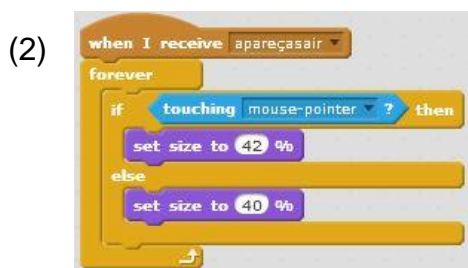 (2)
when I receive apareçasair
forever
if touching mouse-pointer ? then
set size to 42 %
else
set size to 40 %